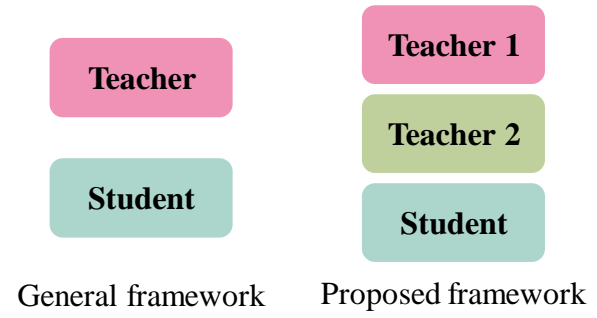 Teacher
Student
General framework
Teacher 1
Teacher 2
Student
Proposed framework